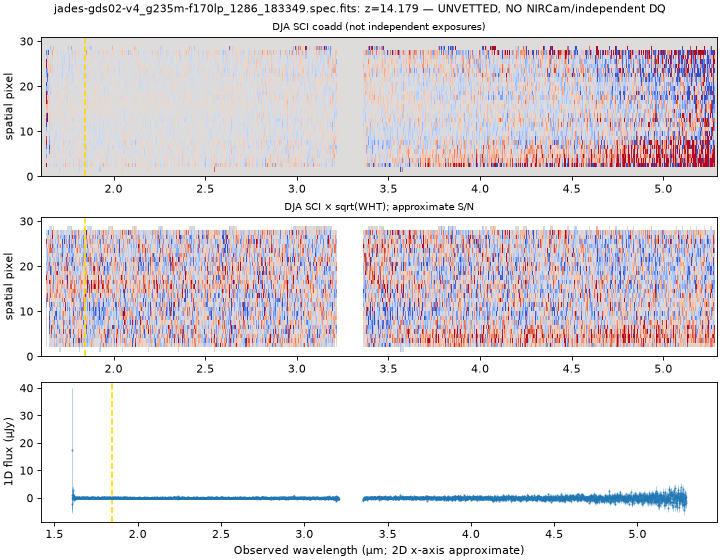 jades-gds02-v4_g235m-f170lp_1286_183349.spec.fits: z=14.179 — UNVETTED, NO NIRCam/independent DQ
DJA SCI coadd (not independent exposures)
spatial pixel
30
20
10
0
2.0 2.5 3.0 3.5 4.0 4.5 5.0
DJA SCI × sqrt(WHT); approximate S/N
spatial pixel
30
20
10
0
2.0 2.5 3.0 3.5 4.0 4.5 5.0
1D flux (μJy)
40
30
20
10
0
1.5 2.0 2.5 3.0 3.5 4.0 4.5 5.0
Observed wavelength (μm; 2D x-axis approximate)